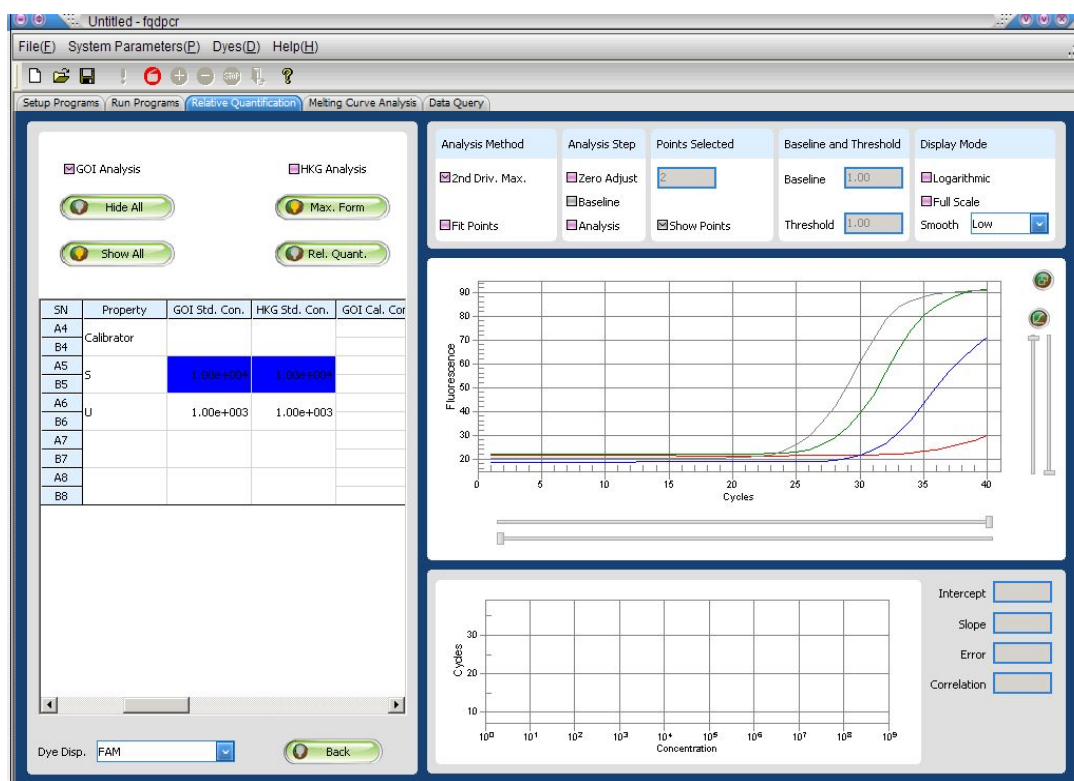 Untitled - fqdpcr
File(F) System Parameters(P) Dyes(D) Help(H)
STOP
Setup Programs Run Programs Relative Quantification Melting Curve Analysis Data Query
GOI Analysis HKG Analysis
Hide All Max. Form
Show All Rel. Quant.
SN Property GOI Std. Con. HKG Std. Con. GOI Cal. Cor
A4
Calibrator
B4
A5
S 1.00e+004 1.00e+004
B5
A6
U 1.00e+003 1.00e+003
B6
A7
B7
A8
B8
Dye Disp. FAM Back
Analysis Method Analysis Step Points Selected Baseline and Threshold Display Mode
2nd Driv. Max. Zero Adjust 2 Baseline 1.00 Logarithmic
Baseline Full Scale
Fit Points Analysis Show Points Threshold 1.00 Smooth Low
90
80
70
60
50
40
30
20
Fluorescence
0 5 10 15 20 25 30 35 40
Cycles
30
20
10
Cycles
10⁰ 10¹ 10² 10³ 10⁴ 10⁵ 10⁶ 10⁷ 10⁸ 10⁹
Concentration
Intercept
Slope
Error
Correlation